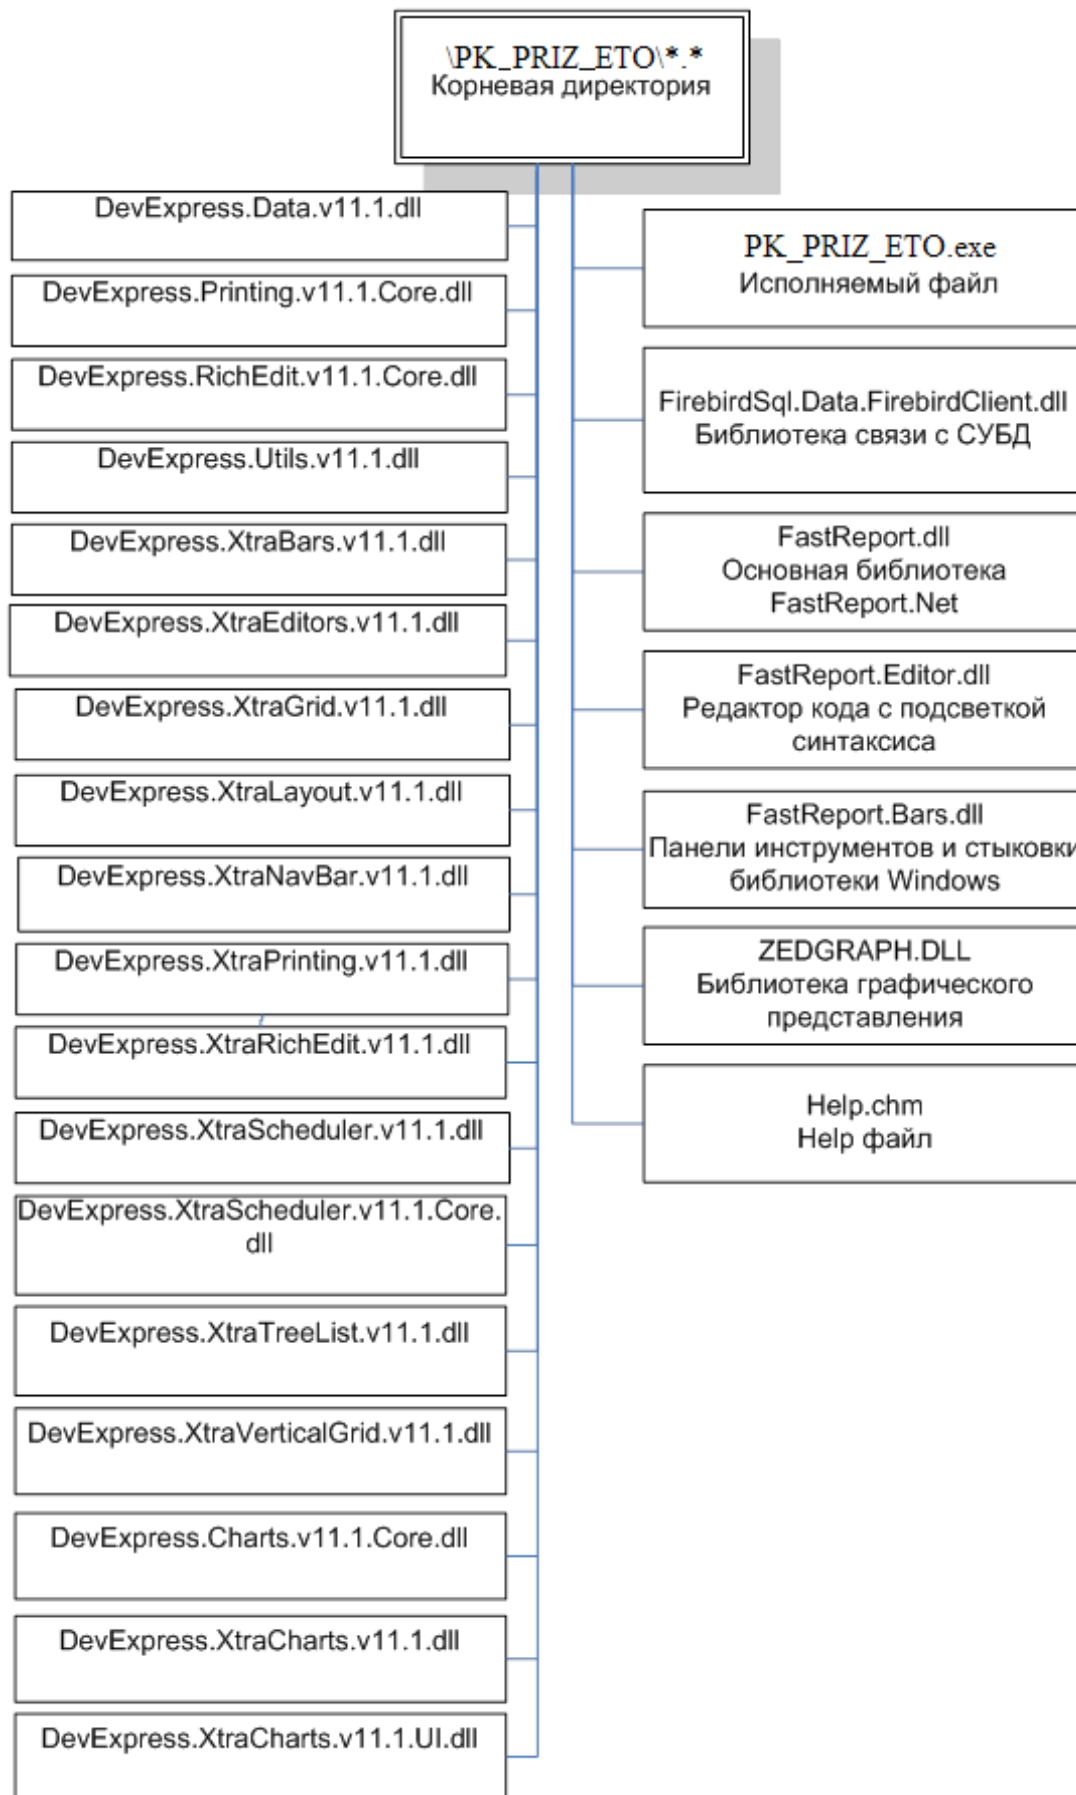 \PK_PRIZ_ETO\*.*
Корневая директория
DevExpress.Data.v11.1.dll
DevExpress.Printing.v11.1.Core.dll
DevExpress.RichEdit.v11.1.Core.dll
DevExpress.Utils.v11.1.dll
DevExpress.XtraBars.v11.1.dll
DevExpress.XtraEditors.v11.1.dll
DevExpress.XtraGrid.v11.1.dll
DevExpress.XtraLayout.v11.1.dll
DevExpress.XtraNavBar.v11.1.dll
DevExpress.XtraPrinting.v11.1.dll
DevExpress.XtraRichEdit.v11.1.dll
DevExpress.XtraScheduler.v11.1.dll
DevExpress.XtraScheduler.v11.1.Core.
dll
DevExpress.XtraTreeList.v11.1.dll
DevExpress.XtraVerticalGrid.v11.1.dll
DevExpress.Charts.v11.1.Core.dll
DevExpress.XtraCharts.v11.1.dll
DevExpress.XtraCharts.v11.1.UI.dll
PK_PRIZ_ETO.exe
Исполняемый файл
FirebirdSql.Data.FirebirdClient.dll
Библиотека связи с СУБД
FastReport.dll
Основная библиотека
FastReport.Net
FastReport.Editor.dll
Редактор кода с подсветкой
синтаксиса
FastReport.Bars.dll
Панели инструментов и стыковки
библиотеки Windows
ZEDGRAPH.DLL
Библиотека графического
представления
Help.chm
Help файл